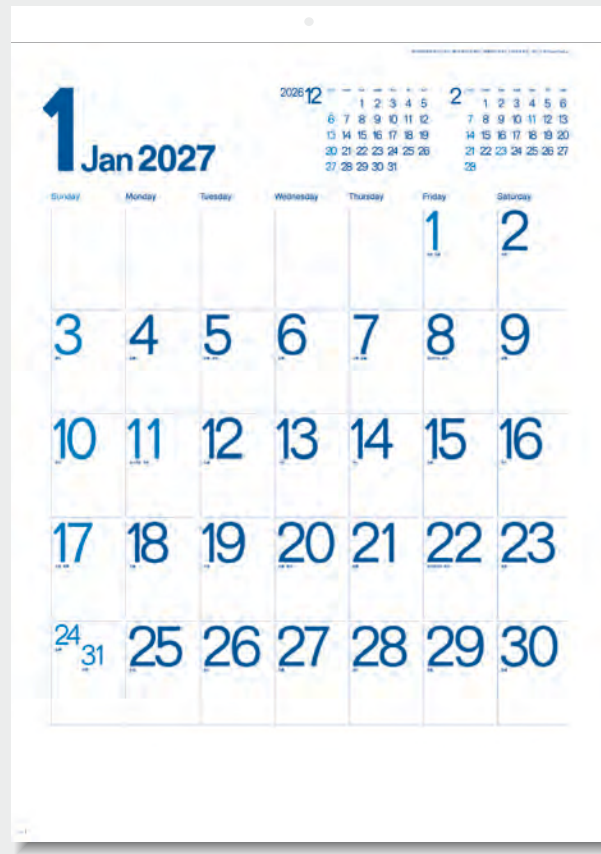 1 Jan 2027
2026 12
1 2 3 4 5
6 7 8 9 10 11 12
13 14 15 16 17 18 19
20 21 22 23 24 25 26
27 28 29 30 31
2
1 2 3 4 5 6
7 8 9 10 11 12 13
14 15 16 17 18 19 20
21 22 23 24 25 26 27
28
Sunday Monday Tuesday Wednesday Thursday Friday Saturday
1 2
3 4 5 6 7 8 9
10 11 12 13 14 15 16
17 18 19 20 21 22 23
24 31 25 26 27 28 29 30